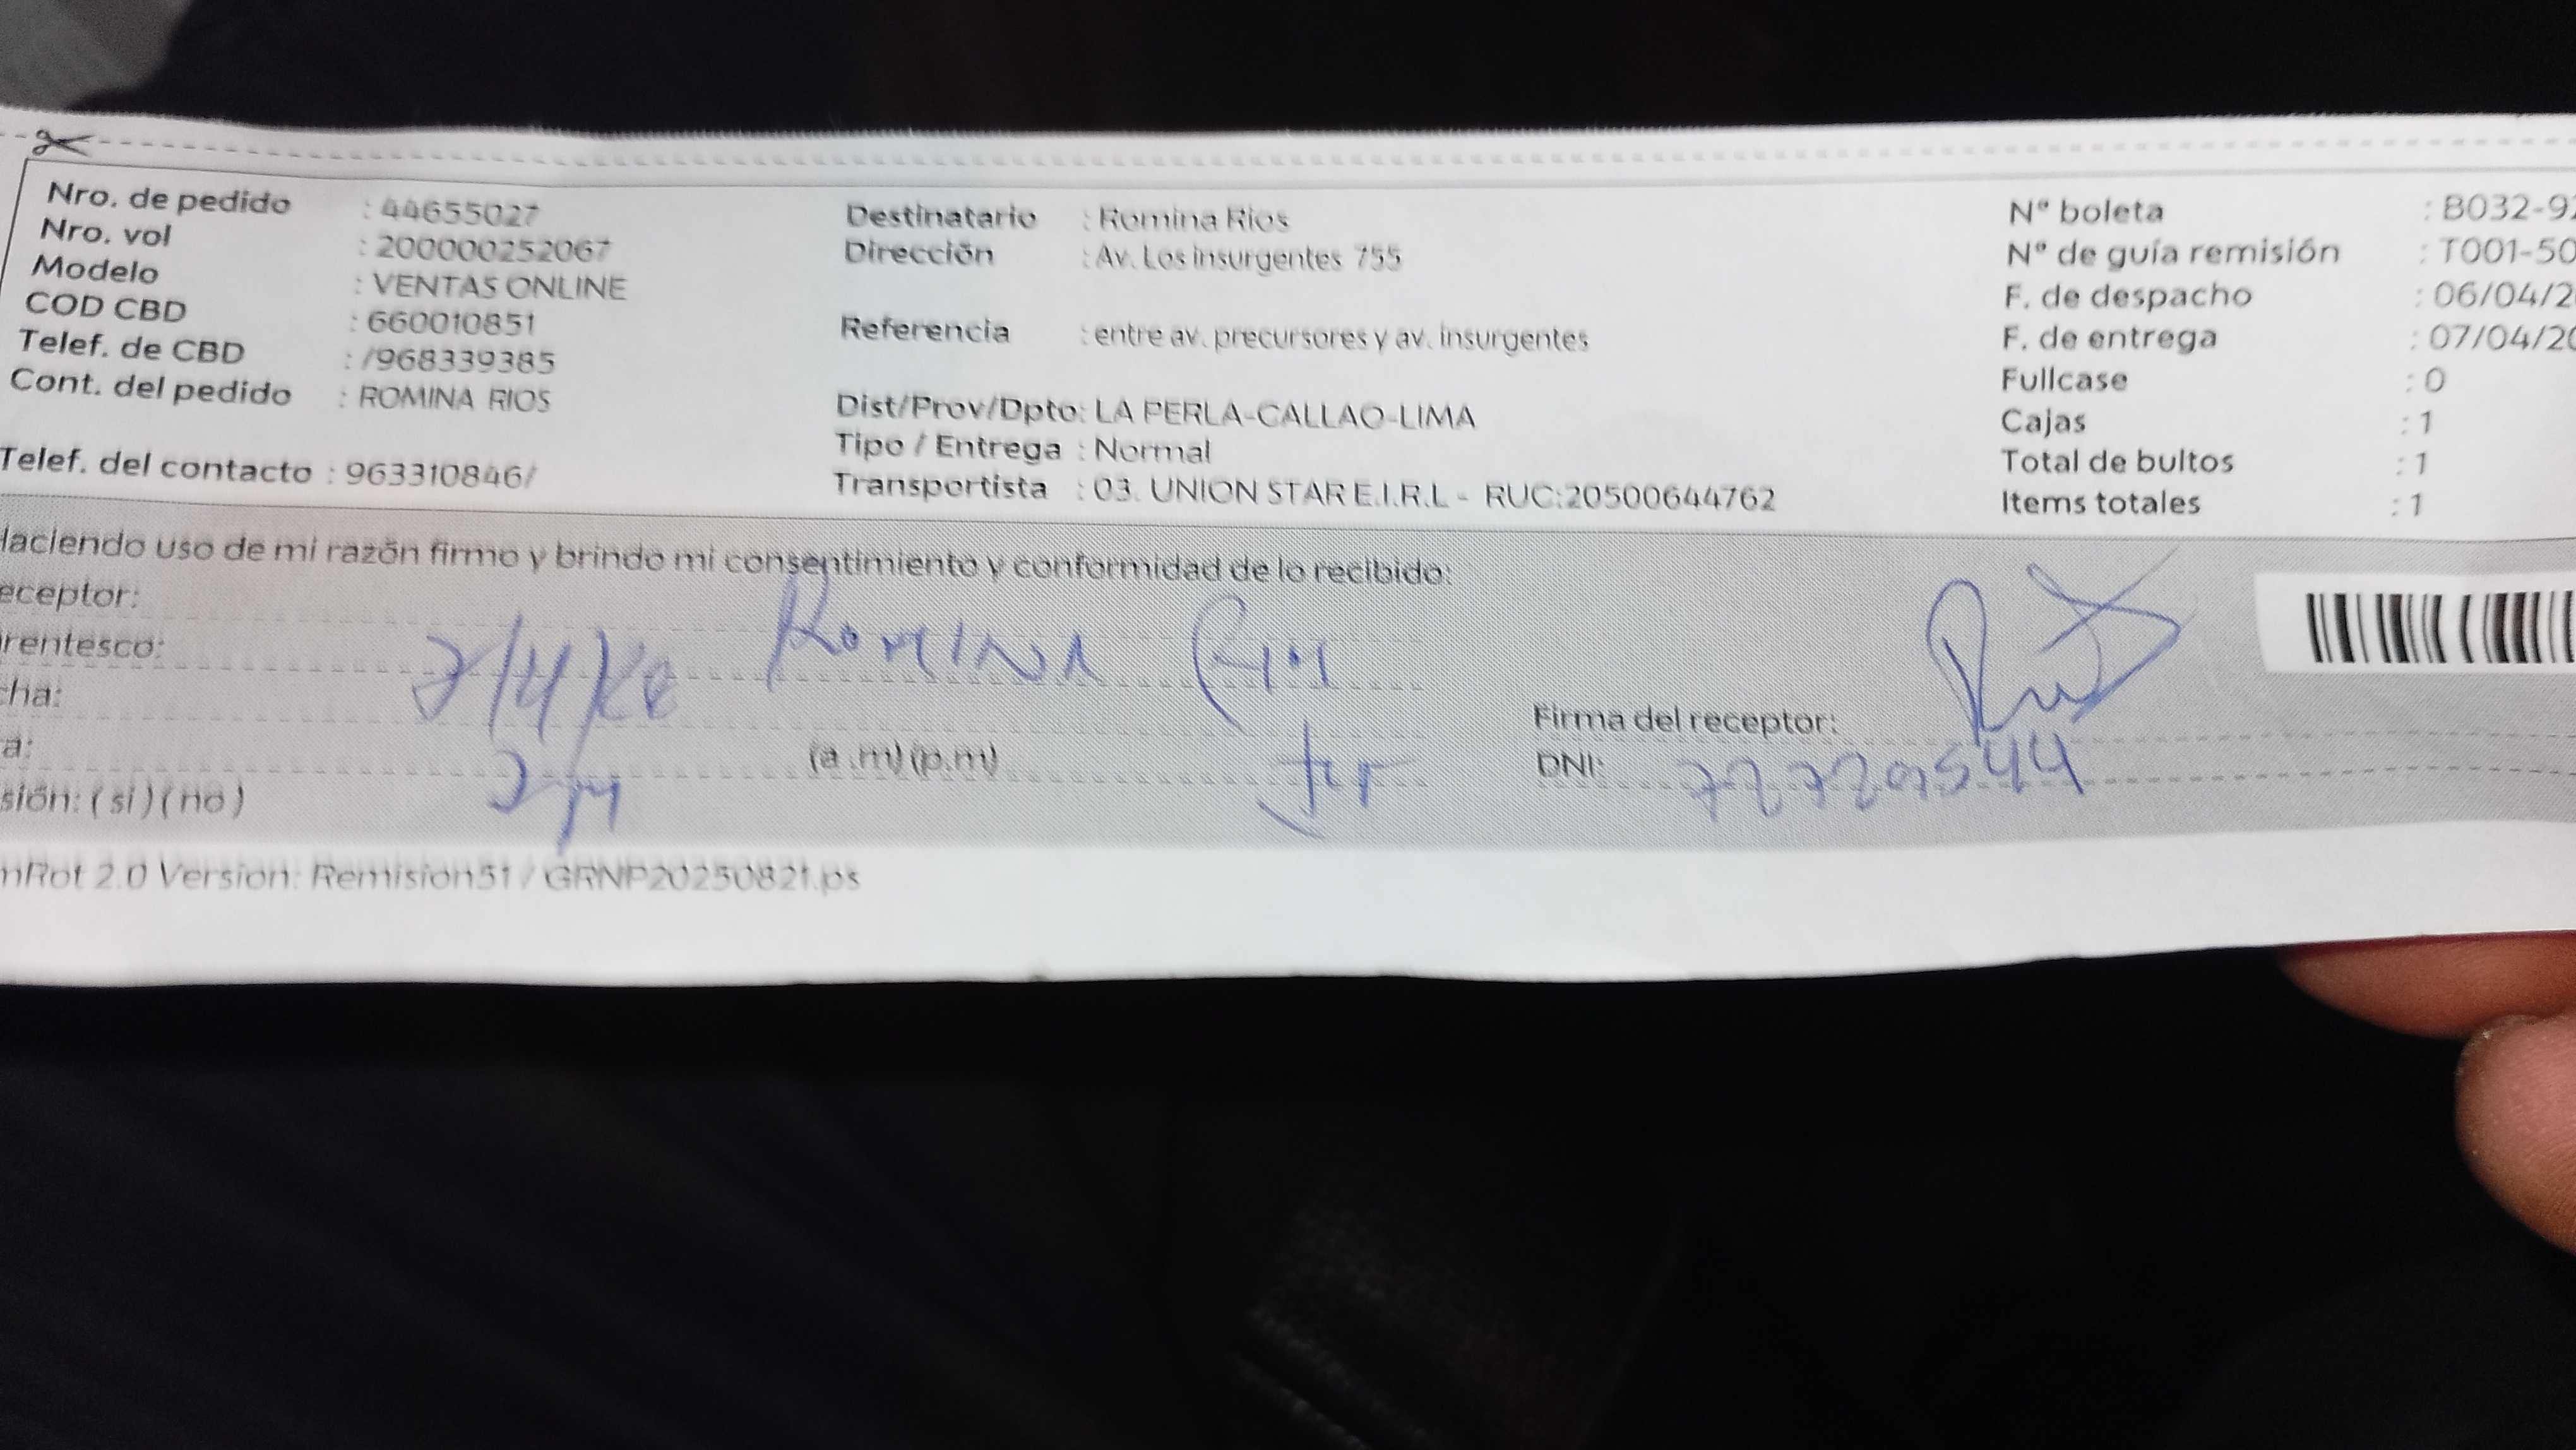 Nro. de pedido : 44655027
Nro. vol : 200000252067
Modelo : VENTAS ONLINE
COD CBD : 660010851
Telef. de CBD : /968339385
Cont. del pedido : ROMINA RIOS
Telef. del contacto : 963310846/
Destinatario : Romina Rios
Dirección : Av. Los insurgentes 755
Referencia : entre av. precursores y av. insurgentes
Dist/Prov/Dpto: LA PERLA-CALLAO-LIMA
Tipo / Entrega : Normal
Transportista : 03. UNION STAR E.I.R.L - RUC:20500644762
Nº boleta : B032-92
Nº de guía remisión : T001-50
F. de despacho : 06/04/2
F. de entrega : 07/04/20
Fullcase : 0
Cajas : 1
Total de bultos : 1
Items totales : 1
Haciendo uso de mi razón firmo y brindo mi consentimiento y conformidad de lo recibido:
eceptor: Romina
rentesco:
cha: 7/4/
a: (a.m)(p.m)
sión: (si)(no)
Firma del receptor:
DNI:
nRot 2.0 Version: Remision51 / GRNP20250821.ps